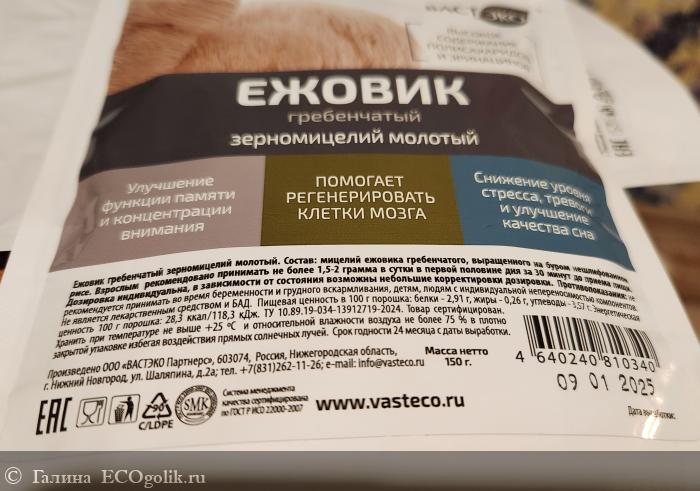 ВАСТЭКО
ВЫСОКОЕ
СОДЕРЖАНИЕ
ПОЛИСАХАРИДОВ
И ЭРИНАЦИНОВ
ЕЖОВИК
гребенчатый
зерномицелий молотый
Улучшение
функции памяти
и концентрации
внимания
ПОМОГАЕТ
РЕГЕНЕРИРОВАТЬ
КЛЕТКИ МОЗГА
Снижение уровня
стресса, тревоги
и улучшение
качества сна
Ежовик гребенчатый зерномицелий молотый. Состав: мицелий ежовика гребенчатого, выращенного на буром нешлифованном
рисе. Взрослым рекомендовано принимать не более 1,5-2 грамма в сутки в первой половине дня за 30 минут до приема пищи.
Дозировка индивидуальна, в зависимости от состояния возможны небольшие корректировки дозировки. Противопоказания: не
рекомендуется принимать во время беременности и грудного вскармливания, детям, людям с индивидуальной непереносимостью компонентов.
Не является лекарственным средством и БАД. Пищевая ценность в 100 г порошка: белки - 2,91 г, жиры - 0,26 г, углеводы - 3,57 г. Энергетическая
ценность 100 г порошка: 28,3 ккал/118,3 кДж. ТУ 10.89.19-034-13912719-2024. Товар сертифицирован.
Хранить при температуре не выше +25 °С и относительной влажности воздуха не более 75 % в плотно
закрытой упаковке избегая воздействия прямых солнечных лучей. Срок годности 24 месяца с даты выработки.
Произведено ООО «ВАСТЭКО Партнерс», 603074, Россия, Нижегородская область,
г. Нижний Новгород, ул. Шаляпина, д.2а; тел. +7(831)262-11-26; e-mail: info@vasteco.ru
Масса нетто
150 г.
4 640240 810340
09 01 2025
Дата выработки:
EAC
90
C/LDPE
SMK
Система менеджмента
качества сертифицирована
по ГОСТ Р ИСО 22000-2007
www.vasteco.ru
EAC
Галина ECOgolik.ru